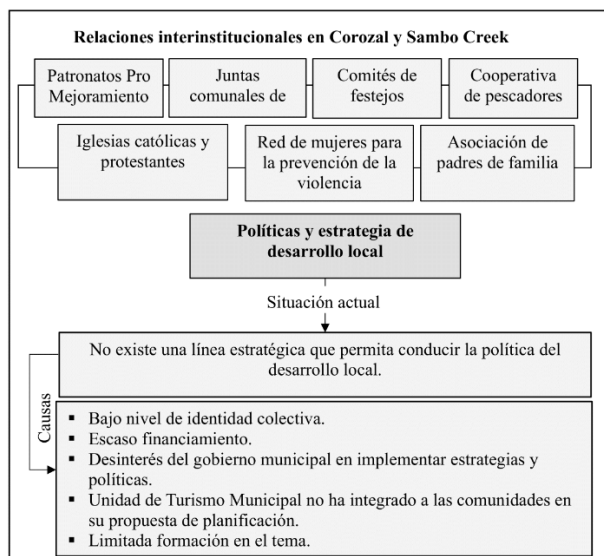 Relaciones interinstitucionales en Corozal y Sambo Creek
Patronatos Pro
Mejoramiento
Juntas
comunales de
Comités de
festejos
Cooperativa
de pescadores
Iglesias católicas y
protestantes
Red de mujeres para
la prevención de la
violencia
Asociación de
padres de familia
Políticas y estrategia de
desarrollo local
Situación actual
No existe una línea estratégica que permita conducir la política del
desarrollo local.
Causas
▪ Bajo nivel de identidad colectiva.
▪ Escaso financiamiento.
▪ Desinterés del gobierno municipal en implementar estrategias y
políticas.
▪ Unidad de Turismo Municipal no ha integrado a las comunidades en
su propuesta de planificación.
▪ Limitada formación en el tema.